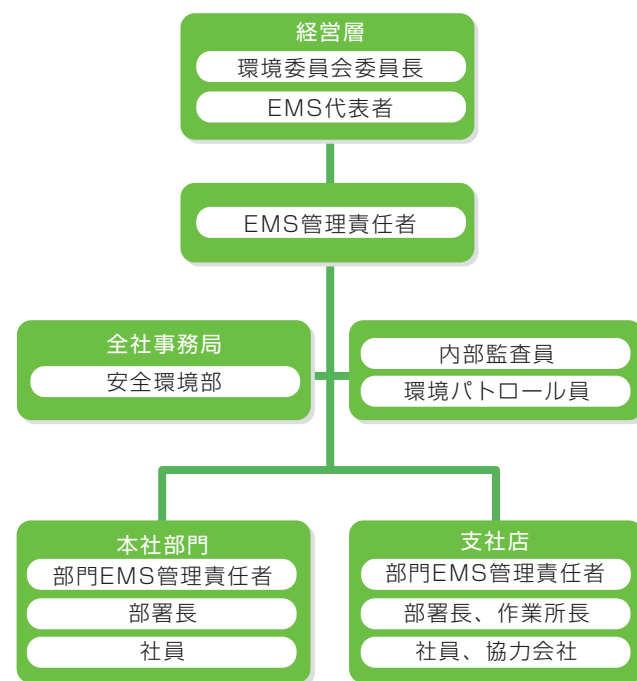 経営層
環境委員会委員長
EMS代表者
EMS管理責任者
全社事務局
安全環境部
内部監査員
環境パトロール員
本社部門
部門EMS管理責任者
部署長
社員
支社店
部門EMS管理責任者
部署長、作業所長
社員、協力会社